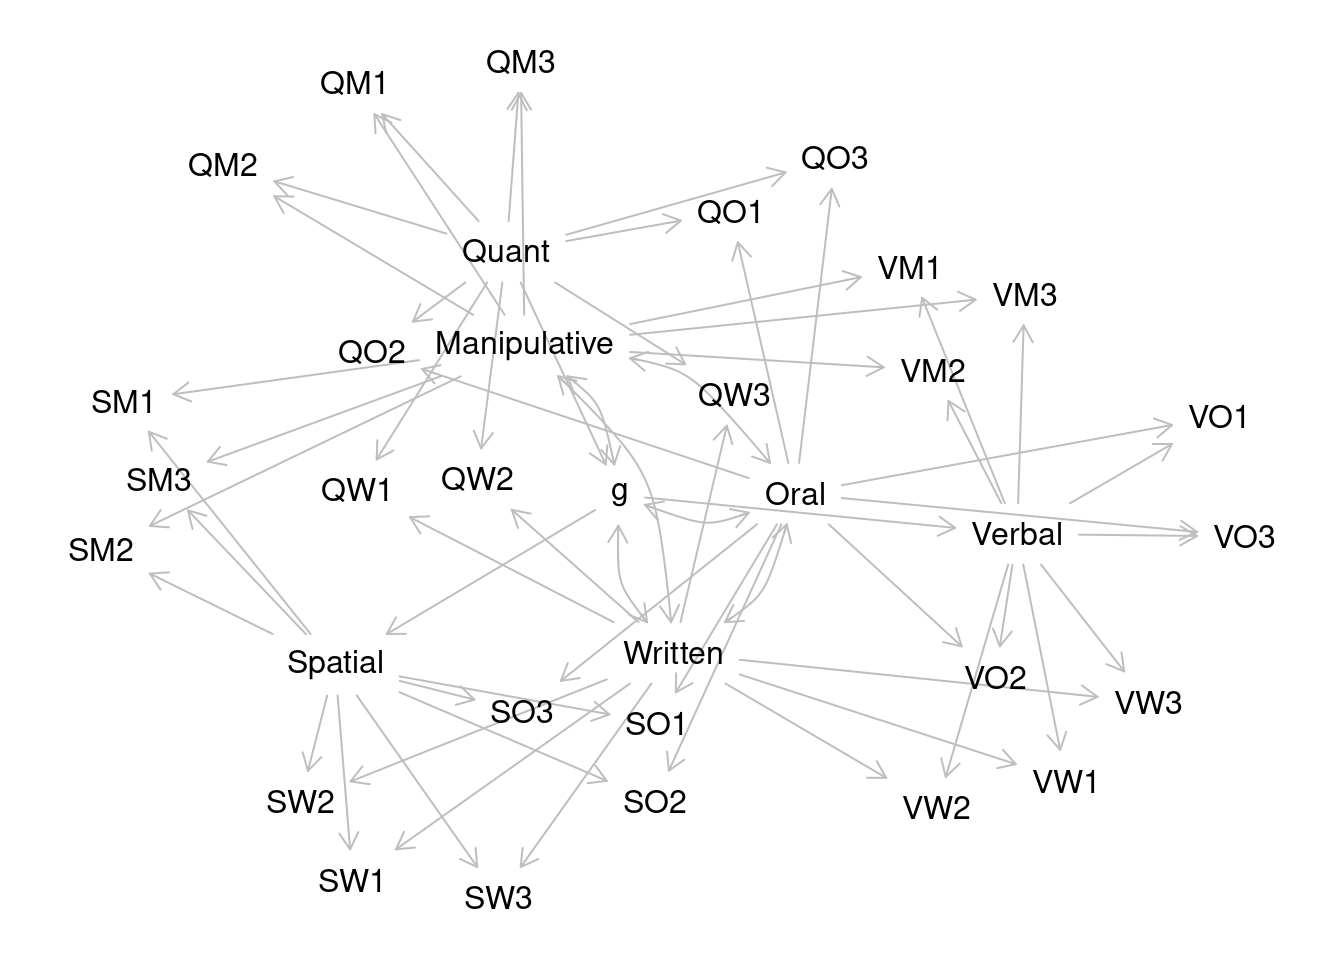 QM3
QM1
QO3
QM2
QO1
Quant
VM1
VM3
Manipulative
QO2
VM2
QW3
SM1
VO1
SM3
QW2
QW1
g
Oral
Verbal
VO3
SM2
Written
Spatial
VO2
VW3
SO3
SO1
VW1
SW2
SO2
VW2
SW1
SW3